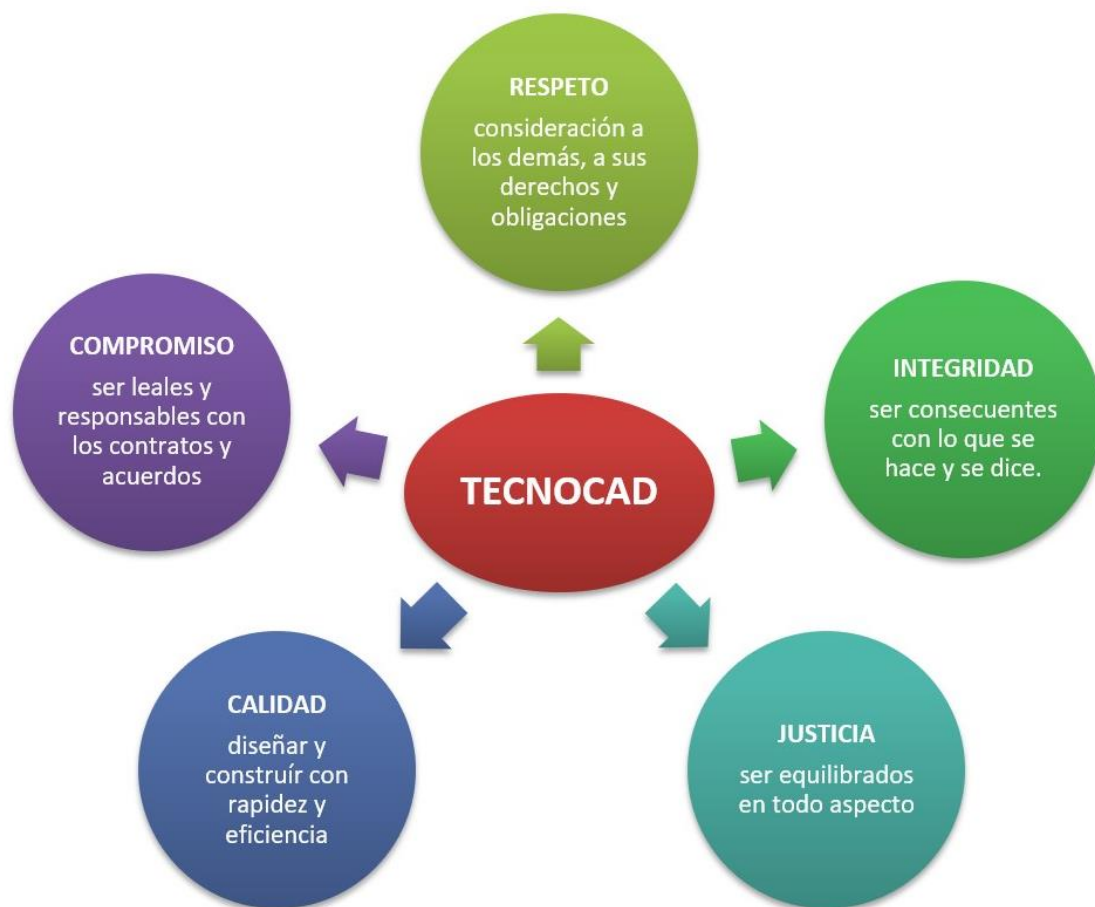 RESPETO
consideración a
los demás, a sus
derechos y
obligaciones
COMPROMISO
ser leales y
responsables con
los contratos y
acuerdos
INTEGRIDAD
ser consecuentes
con lo que se
hace y se dice.
TECNOCAD
CALIDAD
diseñar y
construír con
rapidez y
eficiencia
JUSTICIA
ser equilibrados
en todo aspecto